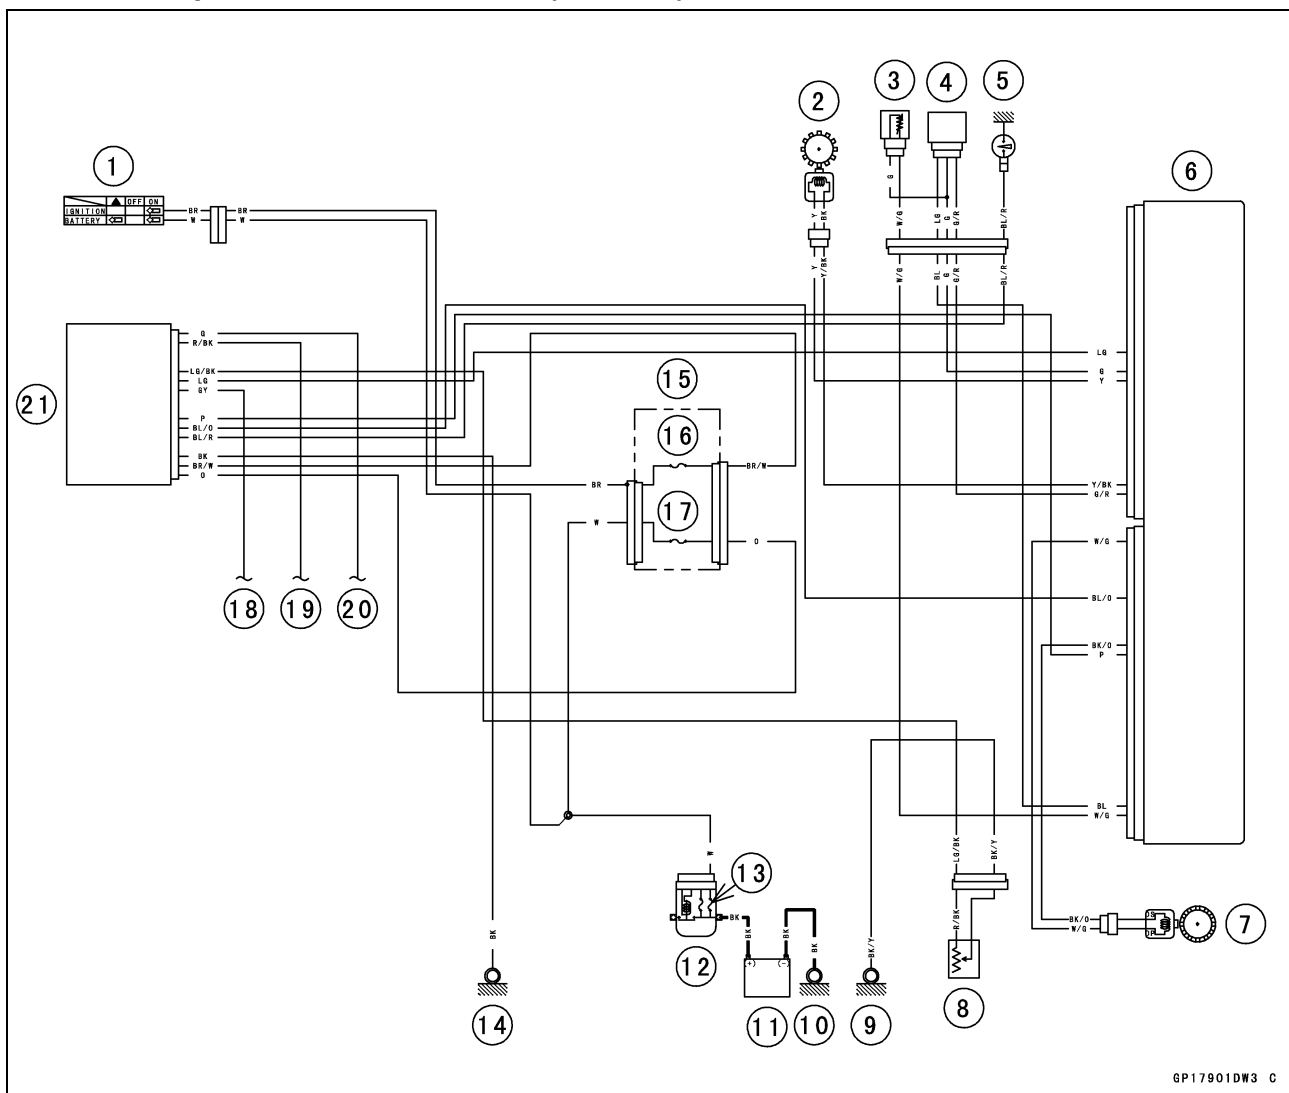 2
3
4
5
1
6
OFF ON
IGNITION
BATTERY
BR
W
BR
W
Y
BK
Y
Y/BK
G
W/G
LG
G
G/R
BL/R
W/G
BL
G
G/R
BL/R
21
G
R/BK
LG/BK
LG
GY
P
BL/O
BL/R
BK
BR/W
O
15
16
17
BR
W
BR/W
O
LG
G
Y
Y/BK
G/R
W/G
BL/O
BK/O
P
BL
W/G
18
19
20
W
LG/BK
BK/Y
13
BK
BK
BK
BK
(+)
(-)
12
BK
BK/Y
R/BK
BK/O
W/G
S
P
7
14
11
10
9
8
GP17901DW3 C